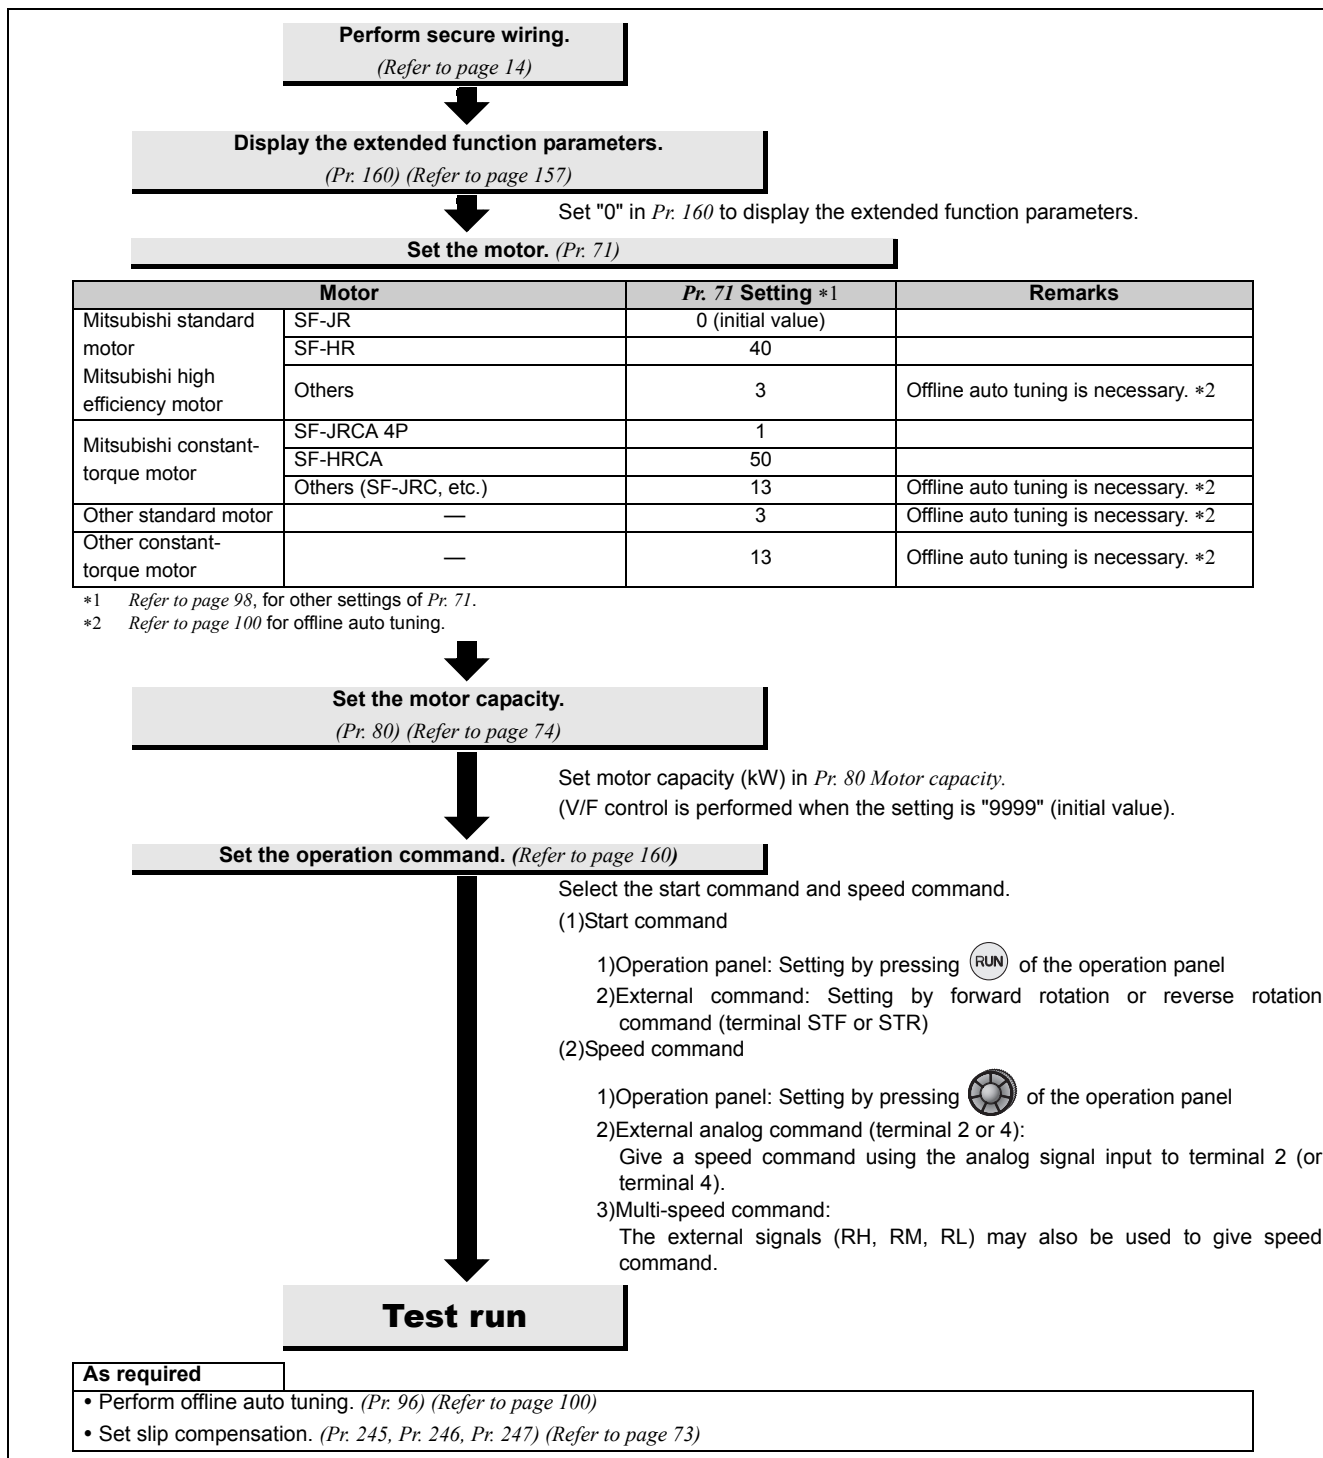 Perform secure wiring.
(Refer to page 14)
Display the extended function parameters.
(Pr. 160) (Refer to page 157)
Set "0" in Pr. 160 to display the extended function parameters.
Set the motor. (Pr. 71)
Motor Pr. 71 Setting *1 Remarks
Mitsubishi standard
motor
Mitsubishi high
efficiency motor
SF-JR 0 (initial value)
SF-HR 40
Others 3 Offline auto tuning is necessary. *2
Mitsubishi constant-
torque motor
SF-JRCA 4P 1
SF-HRCA 50
Others (SF-JRC, etc.) 13 Offline auto tuning is necessary. *2
Other standard motor — 3 Offline auto tuning is necessary. *2
Other constant-
torque motor
— 13 Offline auto tuning is necessary. *2
*1 Refer to page 98, for other settings of Pr. 71.
*2 Refer to page 100 for offline auto tuning.
Set the motor capacity.
(Pr. 80) (Refer to page 74)
Set motor capacity (kW) in Pr. 80 Motor capacity.
(V/F control is performed when the setting is "9999" (initial value).
Set the operation command. (Refer to page 160)
Select the start command and speed command.
(1)Start command
1)Operation panel: Setting by pressing RUN of the operation panel
2)External command: Setting by forward rotation or reverse rotation
command (terminal STF or STR)
(2)Speed command
1)Operation panel: Setting by pressing of the operation panel
2)External analog command (terminal 2 or 4):
Give a speed command using the analog signal input to terminal 2 (or
terminal 4).
3)Multi-speed command:
The external signals (RH, RM, RL) may also be used to give speed
command.
Test run
As required
• Perform offline auto tuning. (Pr. 96) (Refer to page 100)
• Set slip compensation. (Pr. 245, Pr. 246, Pr. 247) (Refer to page 73)